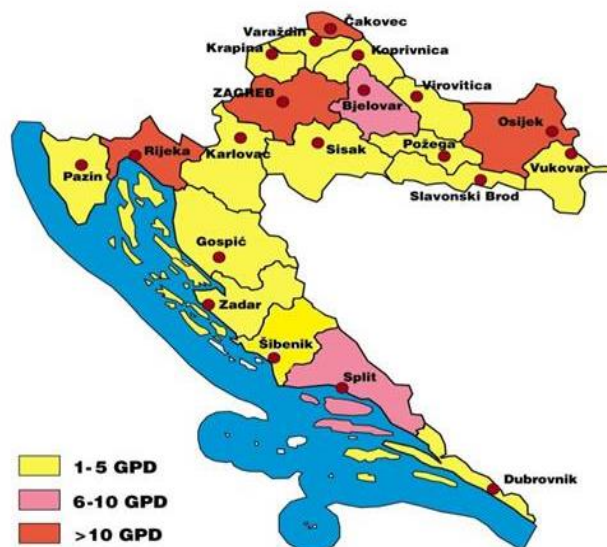 Čakovec
Varaždin
Krapina
Koprivnica
ZAGREB
Bjelovar
Virovitica
Osijek
Rijeka
Karlovac
Sisak
Požega
Pazin
Vukovar
Slavonski Brod
Gospić
Zadar
Šibenik
Split
Dubrovnik
1-5 GPD
6-10 GPD
>10 GPD